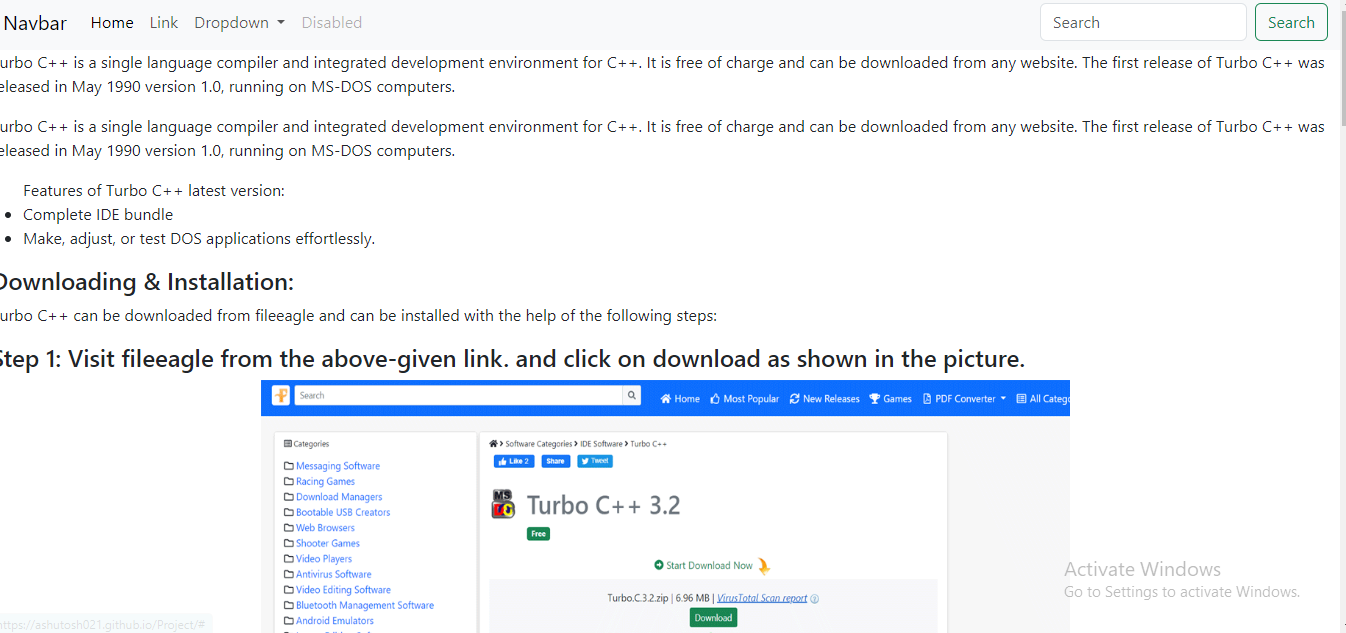 Navbar Home Link Dropdown Disabled Search Search
urbo C++ is a single language compiler and integrated development environment for C++. It is free of charge and can be downloaded from any website. The first release of Turbo C++ was
eleased in May 1990 version 1.0, running on MS-DOS computers.
urbo C++ is a single language compiler and integrated development environment for C++. It is free of charge and can be downloaded from any website. The first release of Turbo C++ was
eleased in May 1990 version 1.0, running on MS-DOS computers.
Features of Turbo C++ latest version:
• Complete IDE bundle
• Make, adjust, or test DOS applications effortlessly.
Downloading & Installation:
urbo C++ can be downloaded from fileeagle and can be installed with the help of the following steps:
Step 1: Visit fileeagle from the above-given link. and click on download as shown in the picture.
Search Home Most Popular New Releases Games PDF Converter All Catego
Categories
Messaging Software
Racing Games
Download Managers
Bootable USB Creators
Web Browsers
Shooter Games
Video Players
Antivirus Software
Video Editing Software
Bluetooth Management Software
Android Emulators
Software Categories IDE Software Turbo C++
Like 2 Share Tweet
MS
Turbo C++ 3.2
Free
Start Download Now
Turbo.C.3.2.zip | 6.96 MB | VirusTotal Scan report
Download
Activate Windows
Go to Settings to activate Windows.
https://ashutosh021.github.io/Project/#